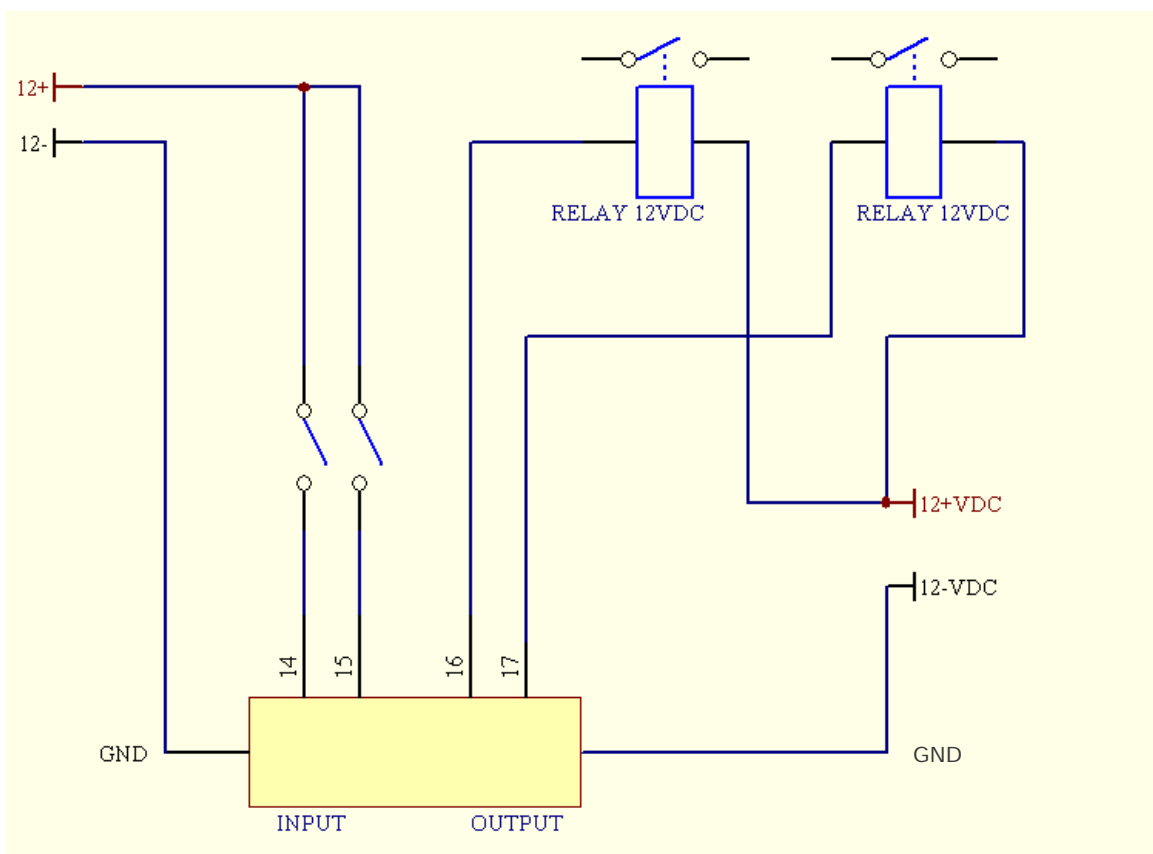 12+
12-
RELAY 12VDC
RELAY 12VDC
12+VDC
12-VDC
14
15
16
17
GND
GND
INPUT
OUTPUT